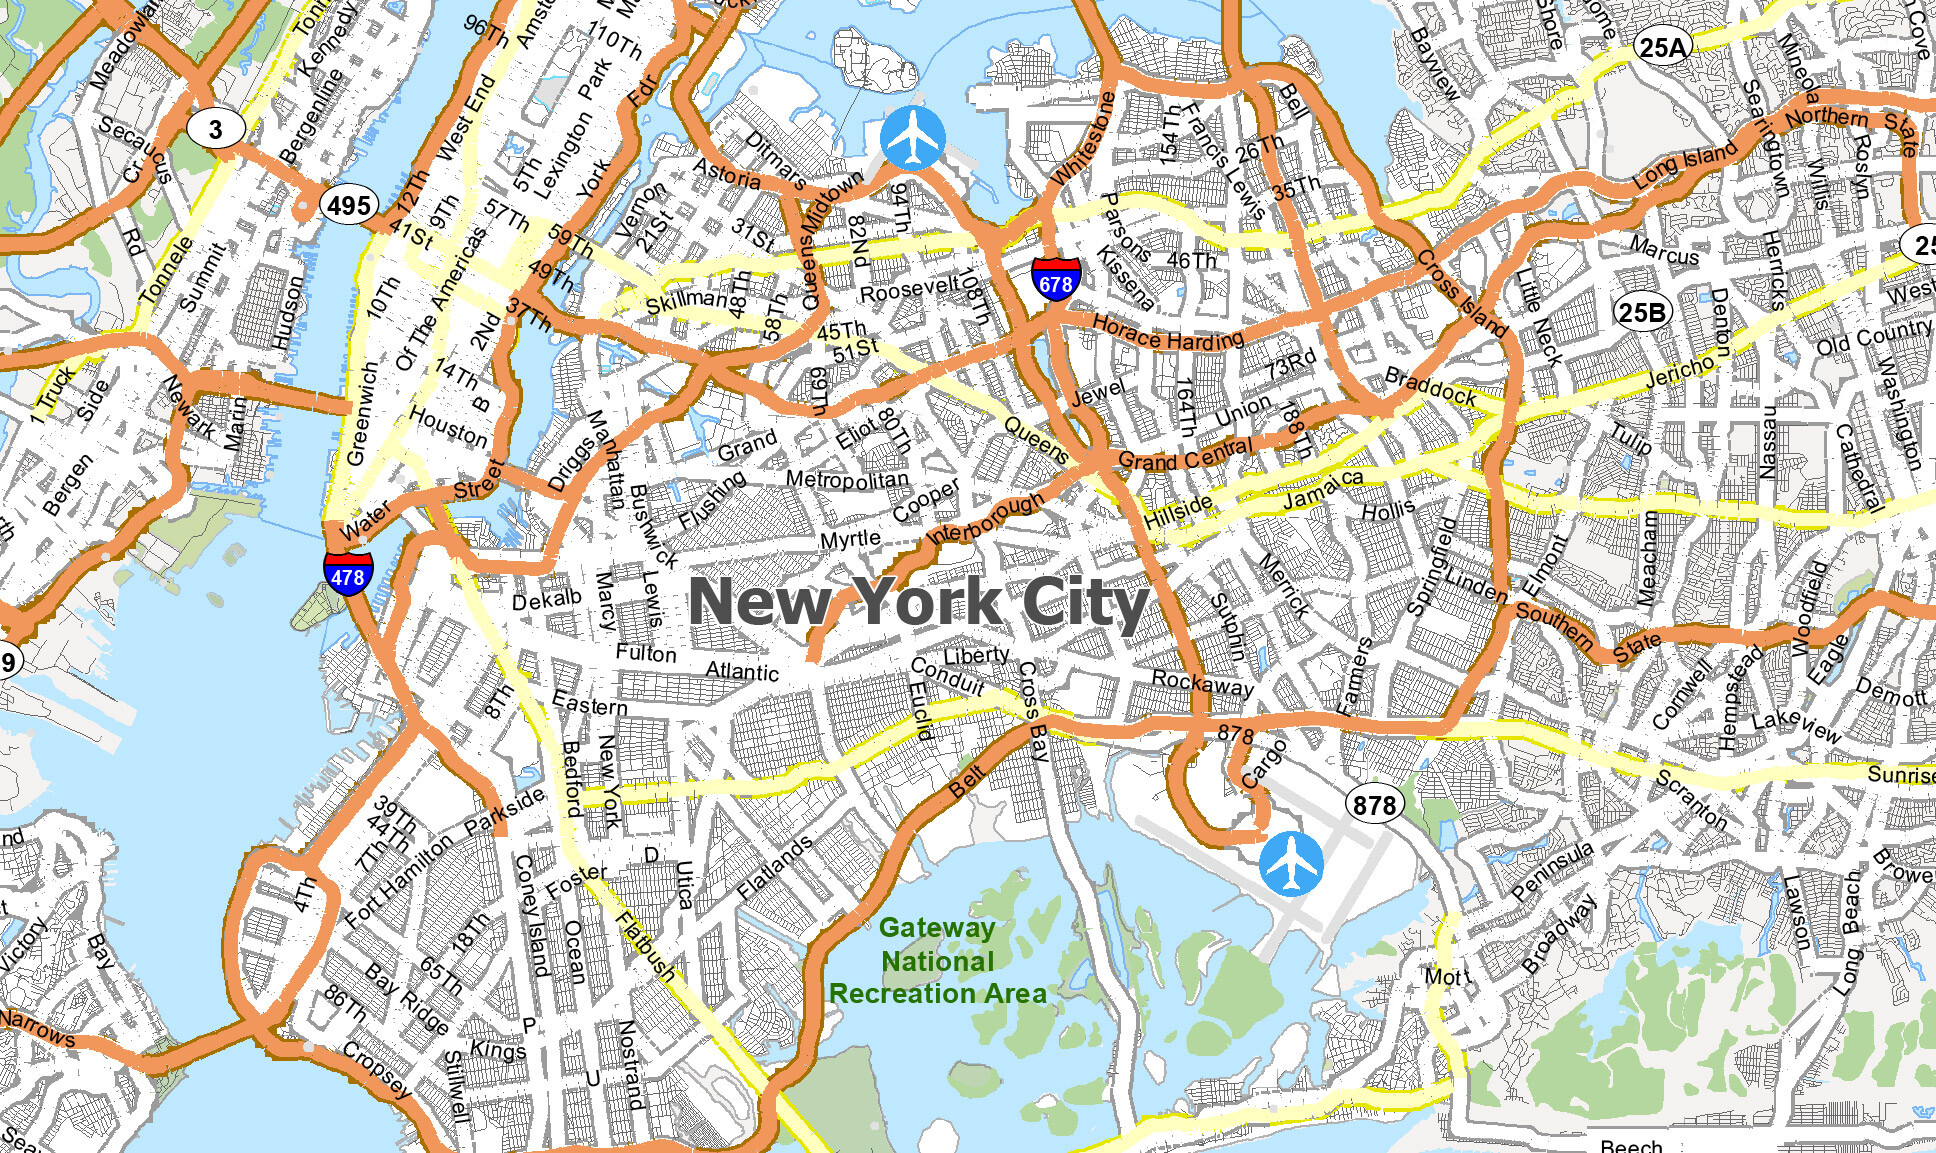 Meadowlan
Tonn
Kennedy
96Th
Amste
110Th
Bayview
Shore
ome
25A
Mineola
Cove
Secaucus
3
Bergenline
West End
Lexington
Park
5Th
Fdr
York
Ditmars
Astoria
Whitestone
154Th
Francis Lewis
Bell
26Th
35Th
Searingtown
Northern State
Long Island
Willis
Roslyn
Cr
Rd
495
12Th
41St
9Th
57Th
59Th
49Th
Vernon
21St
31St
Midtown
Queens
82Nd
94Th
Parsons
Kissena
46Th
Cross Island
Marcus
Herricks
25
West
Tonnele
Summit
Hudson
10Th
Of The Americas
2Nd
37Th
Skillman
48Th
58Th
Roosevelt
108Th
678
Little Neck
25B
Denton
Old Country
45Th
51St
Horace Harding
73Rd
Jericho
Washington
1 Truck
Side
Newark
Marin
Greenwich
14Th
B
Houston
69Th
80Th
Eliot
Jewel
164Th
Union
188Th
Braddock
Tulip
Nassau
Cathedral
Bergen
Driggs
Manhattan
Grand
Queens
Grand Central
Street
Water
Bushwick
Flushing
Metropolitan
Cooper
Interborough
Hillside
Jamaica
Hollis
rth
478
Myrtle
New York City
Dekalb
Marcy
Lewis
Merrick
Sutphin
Springfield
Linden
Elmont
Meacham
Southern
State
Woodfield
Eagle
9
Fulton
Atlantic
Liberty
Conduit
Euclid
Cross Bay
Rockaway
Farmers
Cornwell
Hempstead
Demott
Lakeview
8Th
Eastern
Bedford
New York
Belt
878
Cargo
878
Scranton
Sunrise
39Th
44Th
7Th
Parkside
Fort Hamilton
4Th
nd
Coney Island
Foster
D
Utica
Flatlands
Peninsula
Broadway
Lawson
Long Beach
Brower
Victory
Bay
18Th
65Th
Ocean
Flatbush
Gateway
National
Recreation Area
Mott
Long
Narrows
86Th
Bay Ridge
Cropsey
P
Kings
Stillwell
U
Nostrand
Sea
Beech